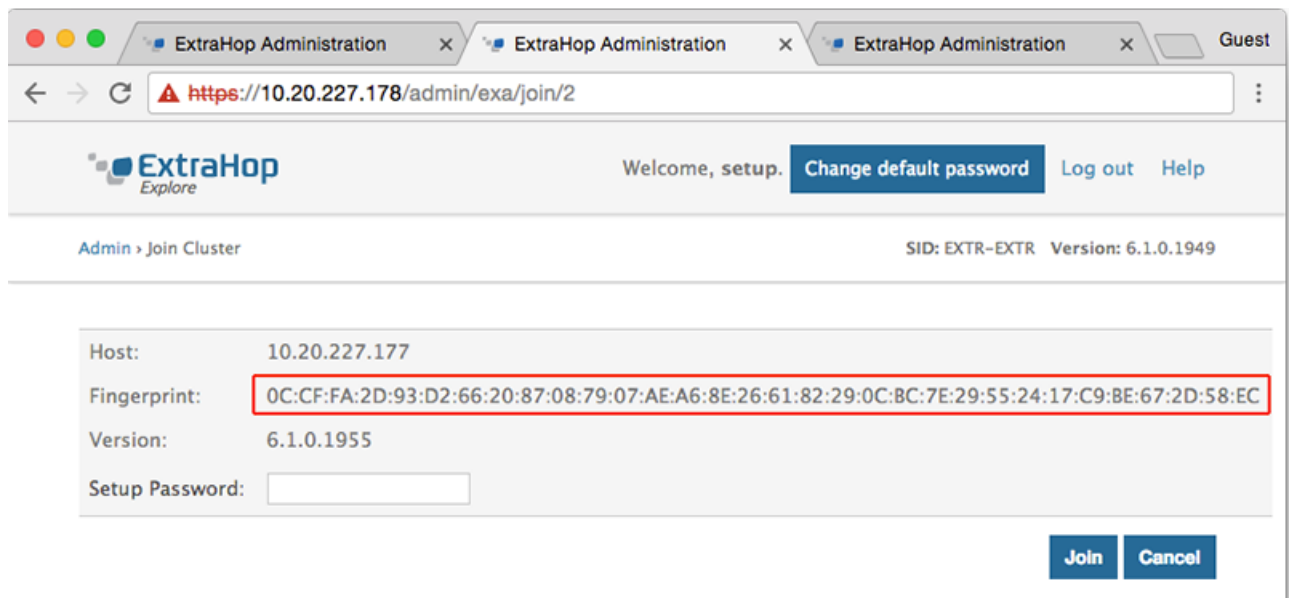 ExtraHop Administration × ExtraHop Administration × ExtraHop Administration × Guest
https://10.20.227.178/admin/exa/join/2
ExtraHop
Explore
Welcome, setup. Change default password Log out Help
Admin › Join Cluster SID: EXTR-EXTR Version: 6.1.0.1949
Host: 10.20.227.177
Fingerprint: 0C:CF:FA:2D:93:D2:66:20:87:08:79:07:AE:A6:8E:26:61:82:29:0C:BC:7E:29:55:24:17:C9:BE:67:2D:58:EC
Version: 6.1.0.1955
Setup Password:
Join Cancel